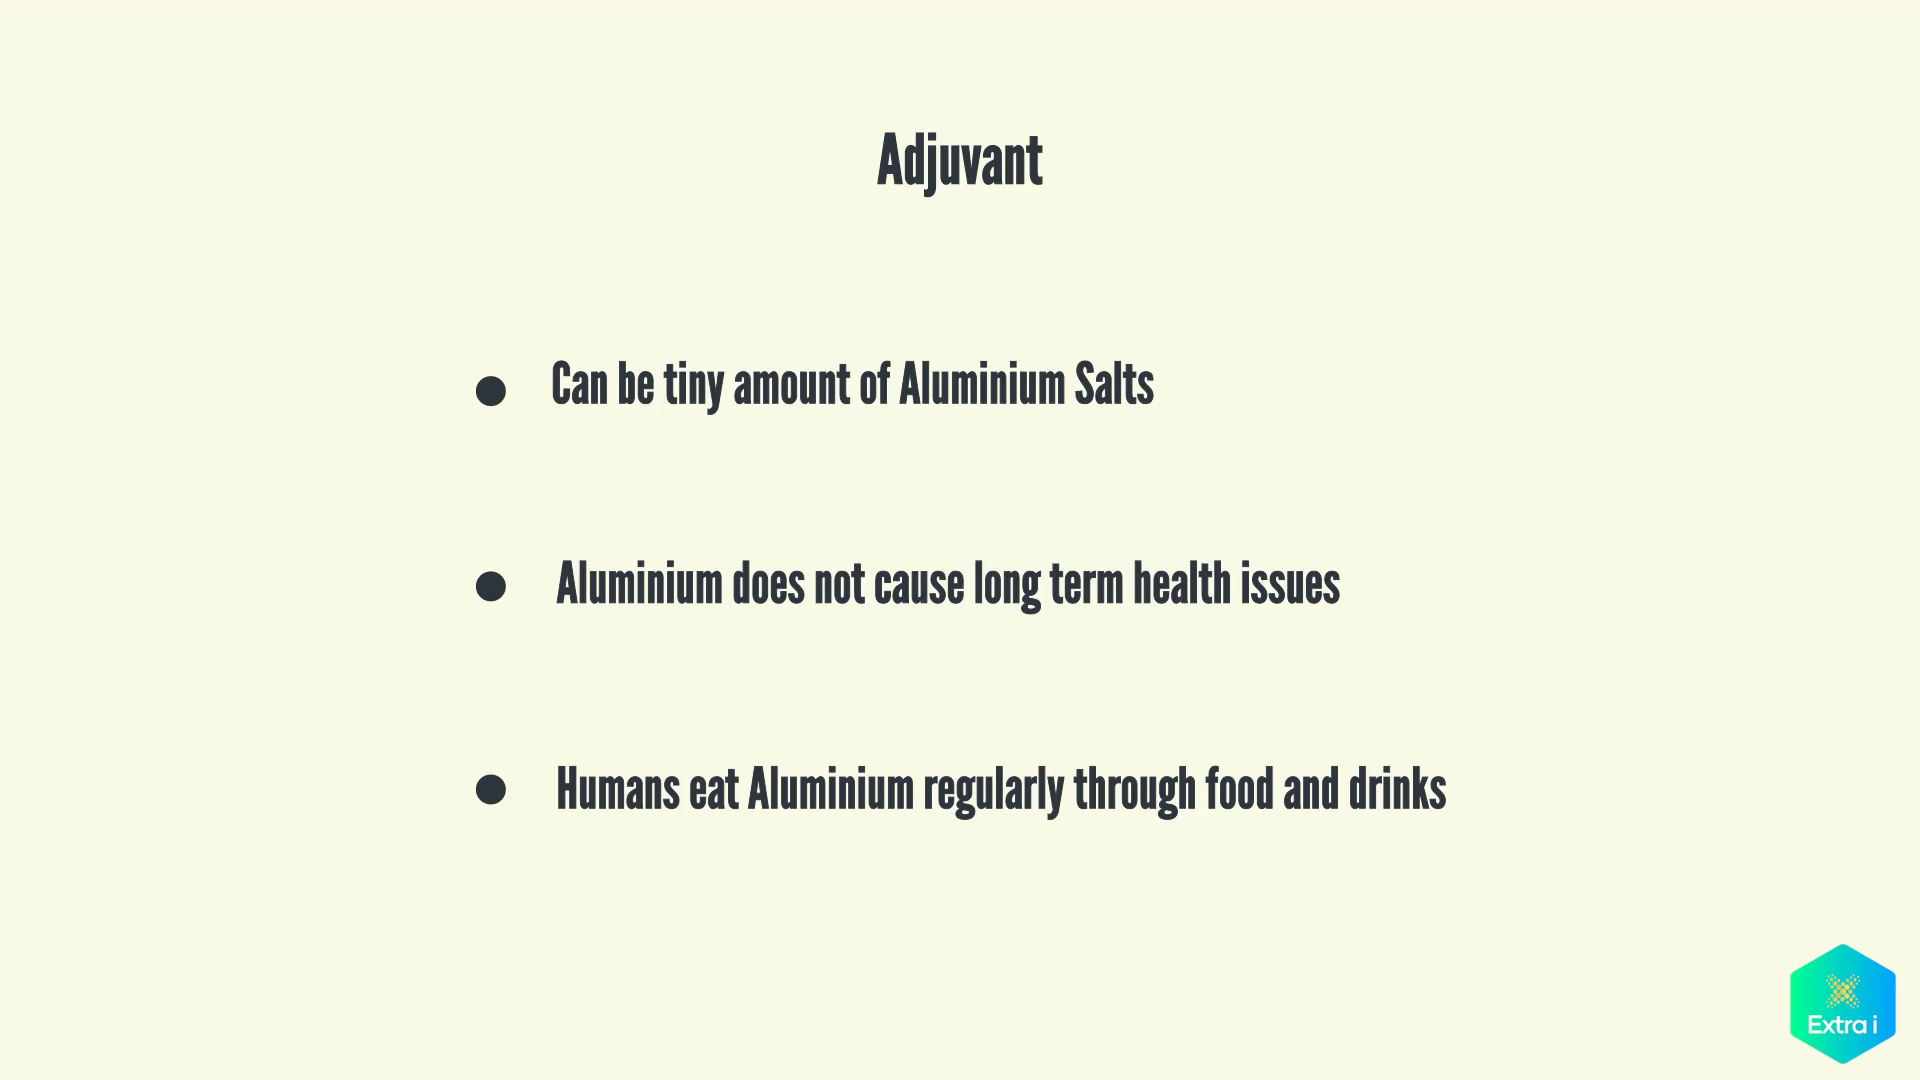 Adjuvant
Can be tiny amount of Aluminium Salts
Aluminium does not cause long term health issues
Humans eat Aluminium regularly through food and drinks
Extra i